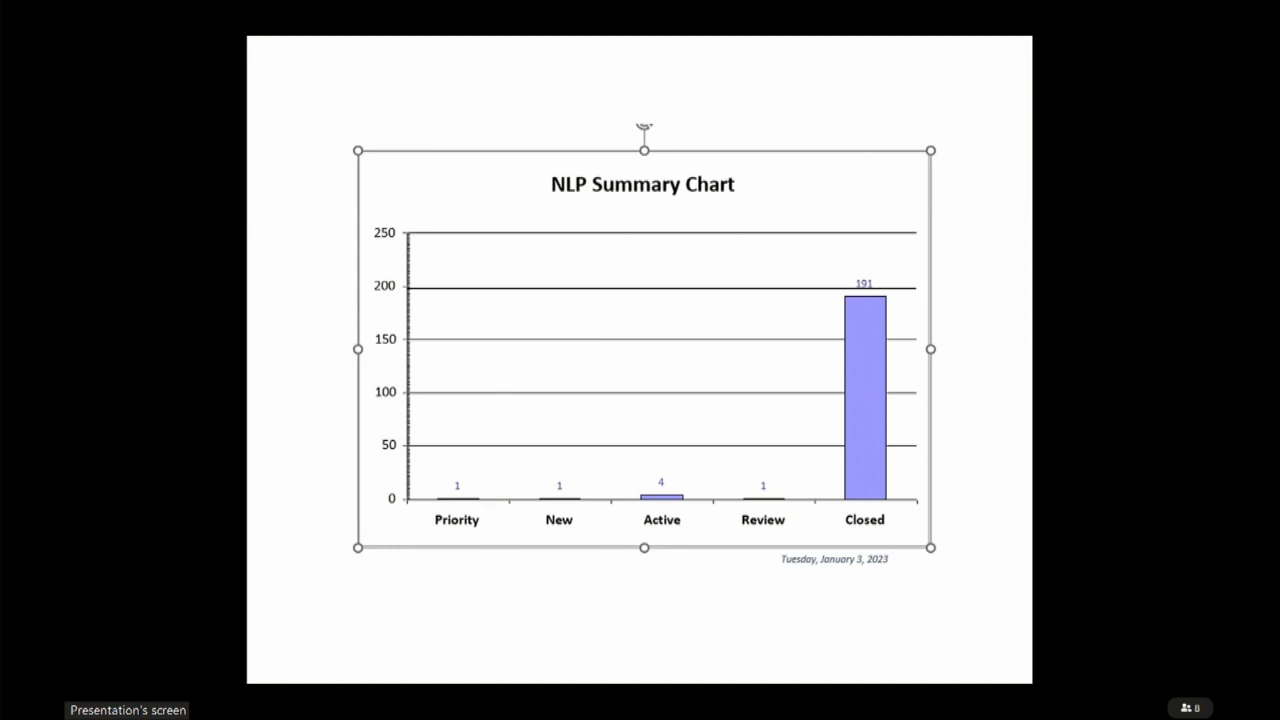 NLP Summary Chart
250
200
150
100
50
0
191
1
1
4
1
Priority
New
Active
Review
Closed
Tuesday, January 3, 2023
Presentation's screen
8